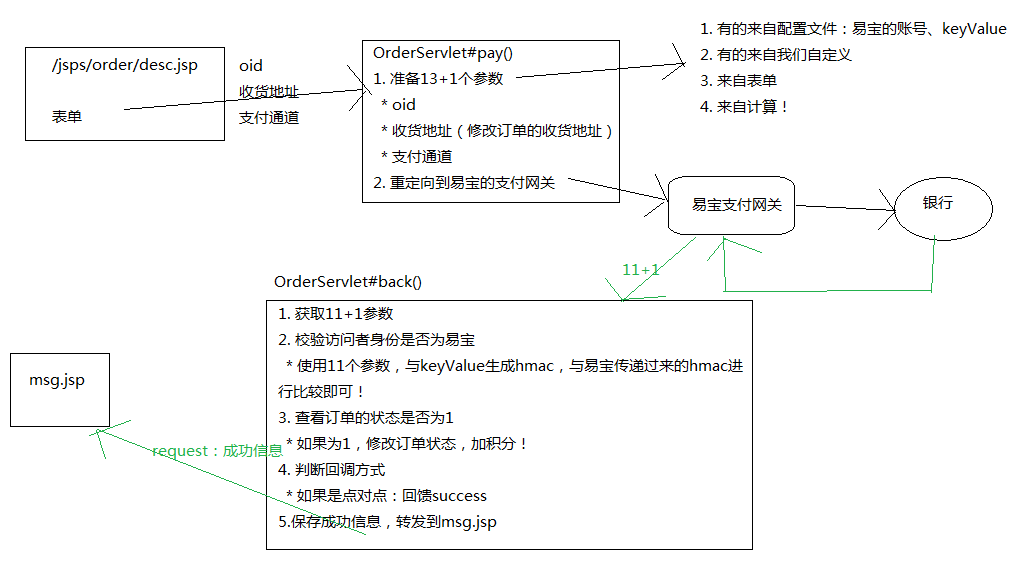 /jsps/order/desc.jsp
表单
oid
收货地址
支付通道
OrderServlet#pay()
1. 准备13+1个参数
* oid
* 收货地址（修改订单的收货地址）
* 支付通道
2. 重定向到易宝的支付网关
1. 有的来自配置文件：易宝的账号、keyValue
2. 有的来自我们自定义
3. 来自表单
4. 来自计算！
易宝支付网关
银行
11+1
OrderServlet#back()
1. 获取11+1参数
2. 校验访问者身份是否为易宝
* 使用11个参数，与keyValue生成hmac，与易宝传递过来的hmac进
行比较即可！
3. 查看订单的状态是否为1
* 如果为1，修改订单状态，加积分！
4. 判断回调方式
* 如果是点对点：回馈success
5.保存成功信息，转发到msg.jsp
msg.jsp
request：成功信息